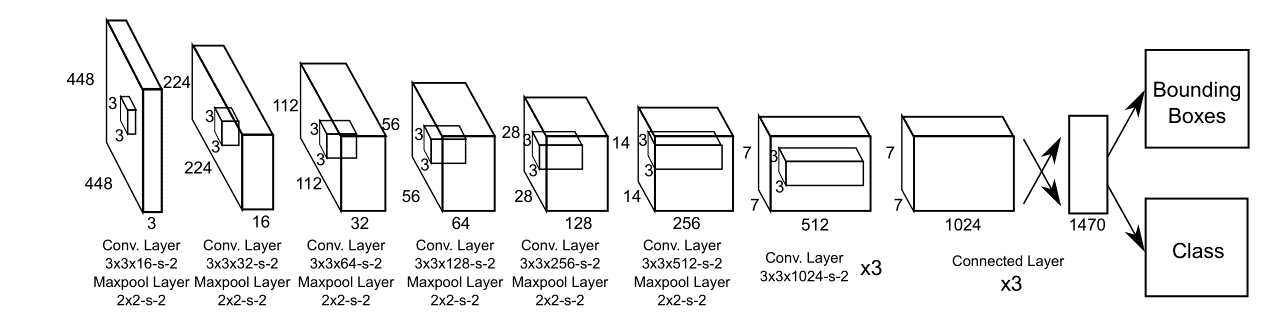 448
3
3
448
3
Conv. Layer
3x3x16-s-2
Maxpool Layer
2x2-s-2
224
3
3
224
16
Conv. Layer
3x3x32-s-2
Maxpool Layer
2x2-s-2
112
3
3
112
32
Conv. Layer
3x3x64-s-2
Maxpool Layer
2x2-s-2
56
3
3
56
64
Conv. Layer
3x3x128-s-2
Maxpool Layer
2x2-s-2
28
3
3
28
128
Conv. Layer
3x3x256-s-2
Maxpool Layer
2x2-s-2
14
3
3
14
256
Conv. Layer
3x3x512-s-2
Maxpool Layer
2x2-s-2
7
3
3
7
512
Conv. Layer
3x3x1024-s-2
x3
7
7
1024
Connected Layer
x3
1470
Bounding
Boxes
Class